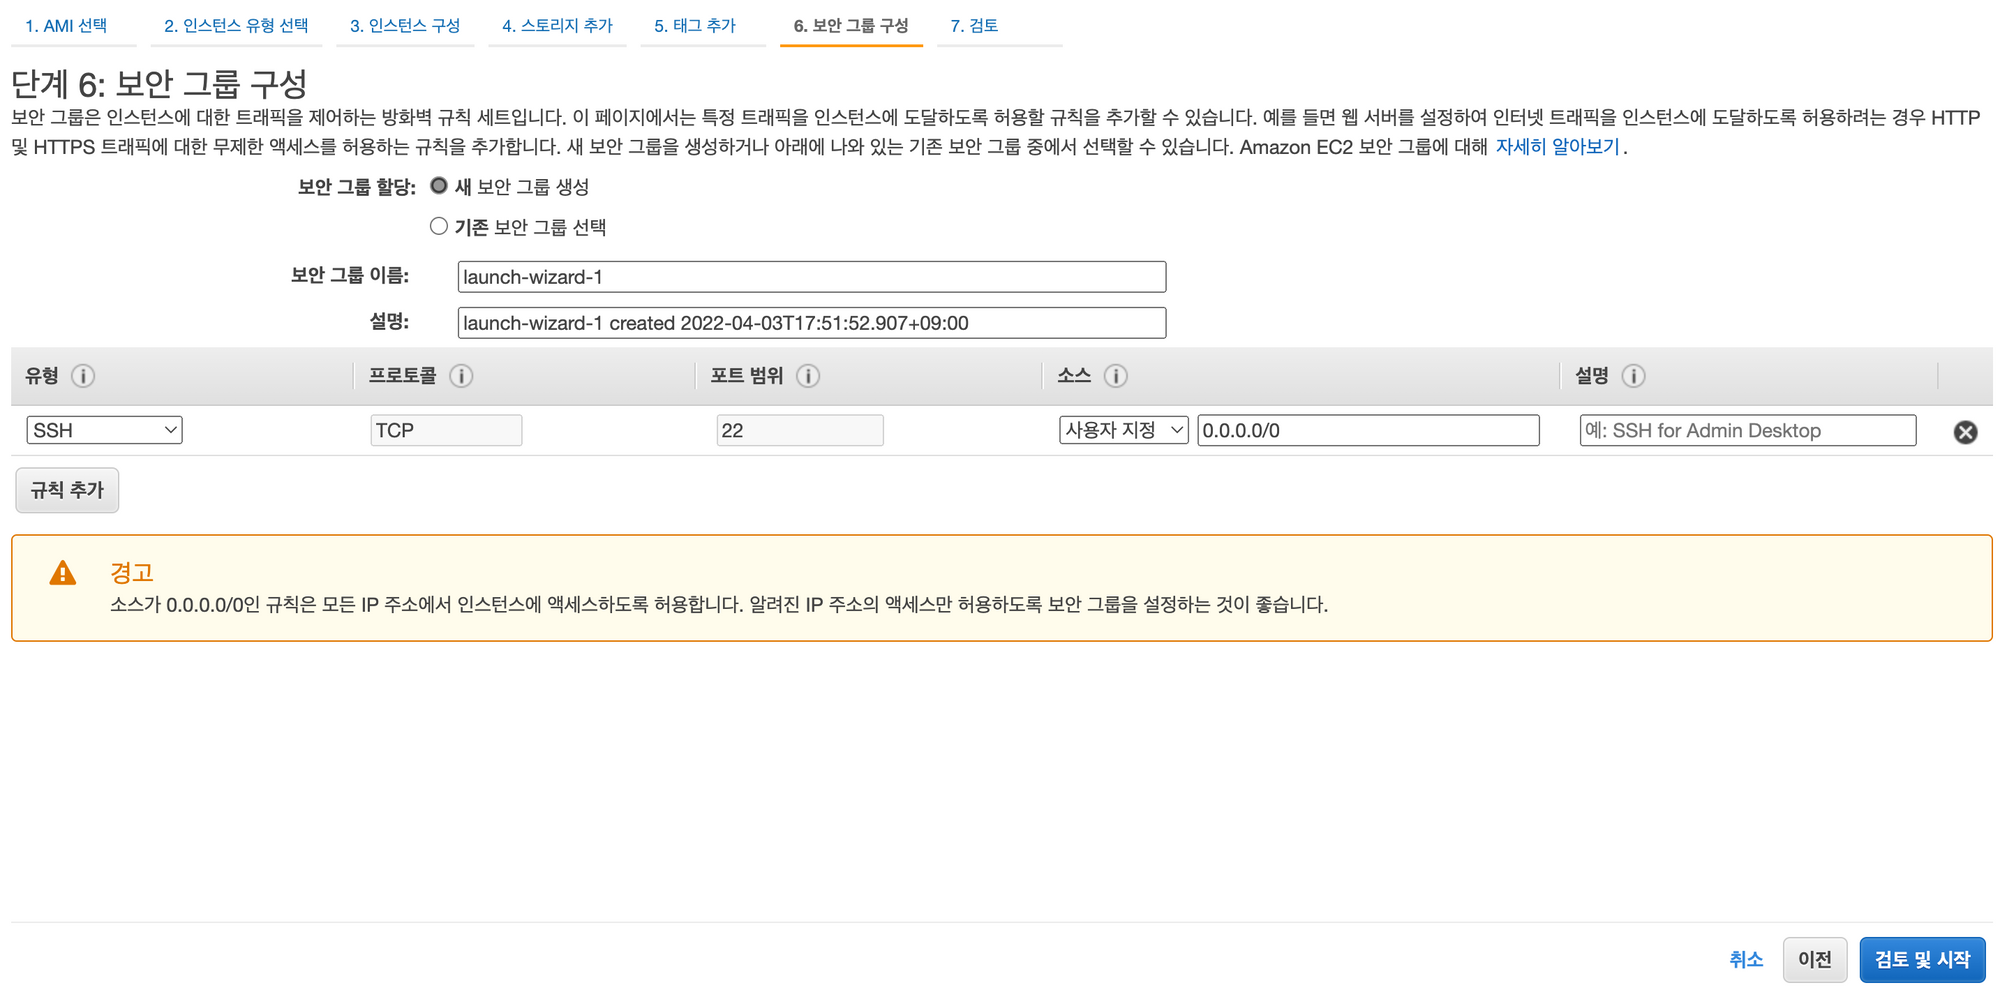 1. AMI 선택 2. 인스턴스 유형 선택 3. 인스턴스 구성 4. 스토리지 추가 5. 태그 추가 6. 보안 그룹 구성 7. 검토
단계 6: 보안 그룹 구성
보안 그룹은 인스턴스에 대한 트래픽을 제어하는 방화벽 규칙 세트입니다. 이 페이지에서는 특정 트래픽을 인스턴스에 도달하도록 허용할 규칙을 추가할 수 있습니다. 예를 들면 웹 서버를 설정하여 인터넷 트래픽을 인스턴스에 도달하도록 허용하려는 경우 HTTP
및 HTTPS 트래픽에 대한 무제한 액세스를 허용하는 규칙을 추가합니다. 새 보안 그룹을 생성하거나 아래에 나와 있는 기존 보안 그룹 중에서 선택할 수 있습니다. Amazon EC2 보안 그룹에 대해 자세히 알아보기.
보안 그룹 할당: 새 보안 그룹 생성
기존 보안 그룹 선택
보안 그룹 이름: launch-wizard-1
설명: launch-wizard-1 created 2022-04-03T17:51:52.907+09:00
유형 i 프로토콜 i 포트 범위 i 소스 i 설명 i
SSH TCP 22 사용자 지정 0.0.0.0/0 예: SSH for Admin Desktop
규칙 추가
경고
소스가 0.0.0.0/0인 규칙은 모든 IP 주소에서 인스턴스에 액세스하도록 허용합니다. 알려진 IP 주소의 액세스만 허용하도록 보안 그룹을 설정하는 것이 좋습니다.
취소 이전 검토 및 시작